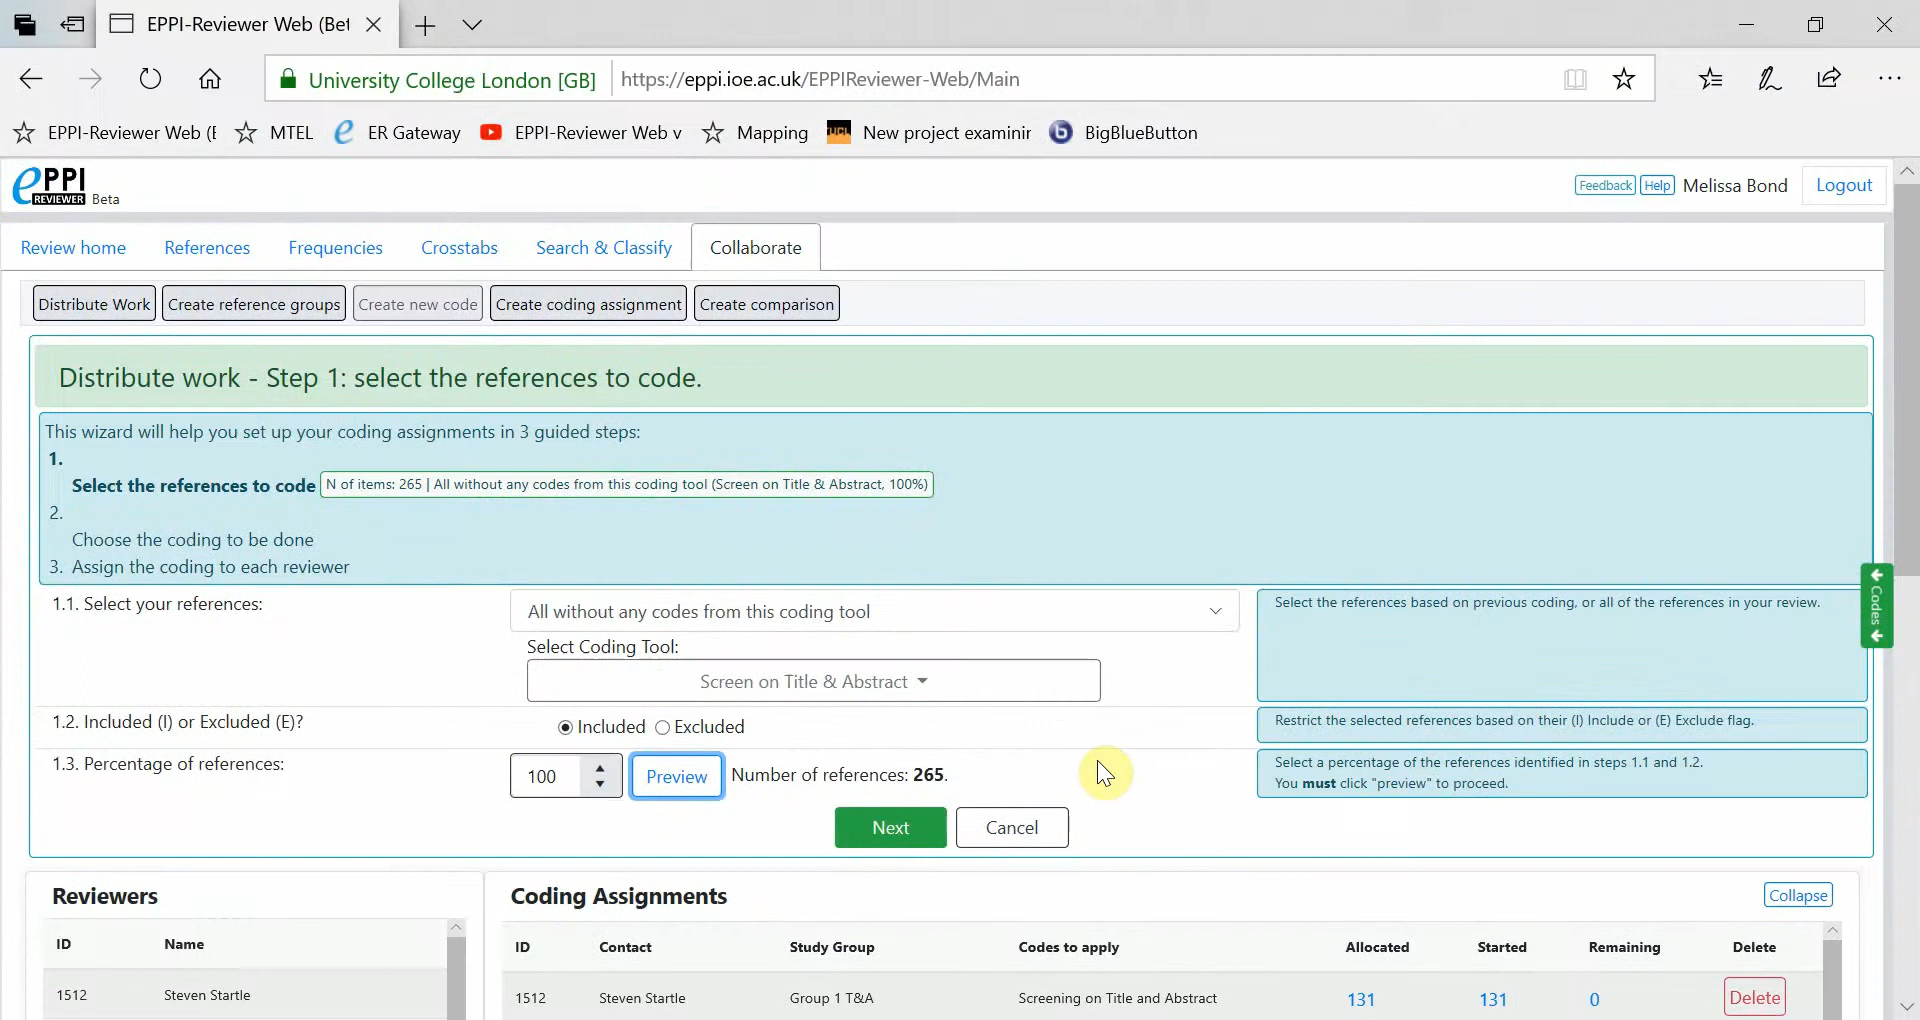 EPPI-Reviewer Web (Bet
University College London [GB] https://eppi.ioe.ac.uk/EPPIReviewer-Web/Main
EPPI-Reviewer Web (E MTEL ER Gateway EPPI-Reviewer Web v Mapping New project examinin BigBlueButton
ePPI REVIEWER Beta
Feedback Help Melissa Bond Logout
Review home References Frequencies Crosstabs Search & Classify Collaborate
Distribute Work Create reference groups Create new code Create coding assignment Create comparison
Distribute work - Step 1: select the references to code.
This wizard will help you set up your coding assignments in 3 guided steps:
1.
Select the references to code N of items: 265 | All without any codes from this coding tool (Screen on Title & Abstract, 100%)
2.
Choose the coding to be done
3. Assign the coding to each reviewer
Codes
1.1. Select your references: All without any codes from this coding tool Select the references based on previous coding, or all of the references in your review.
Select Coding Tool:
Screen on Title & Abstract
1.2. Included (I) or Excluded (E)? Included Excluded Restrict the selected references based on their (I) Include or (E) Exclude flag.
1.3. Percentage of references: 100 Preview Number of references: 265. Select a percentage of the references identified in steps 1.1 and 1.2.
You must click "preview" to proceed.
Next Cancel
Reviewers Coding Assignments Collapse
ID Name ID Contact Study Group Codes to apply Allocated Started Remaining Delete
1512 Steven Startle 1512 Steven Startle Group 1 T&A Screening on Title and Abstract 131 131 0 Delete